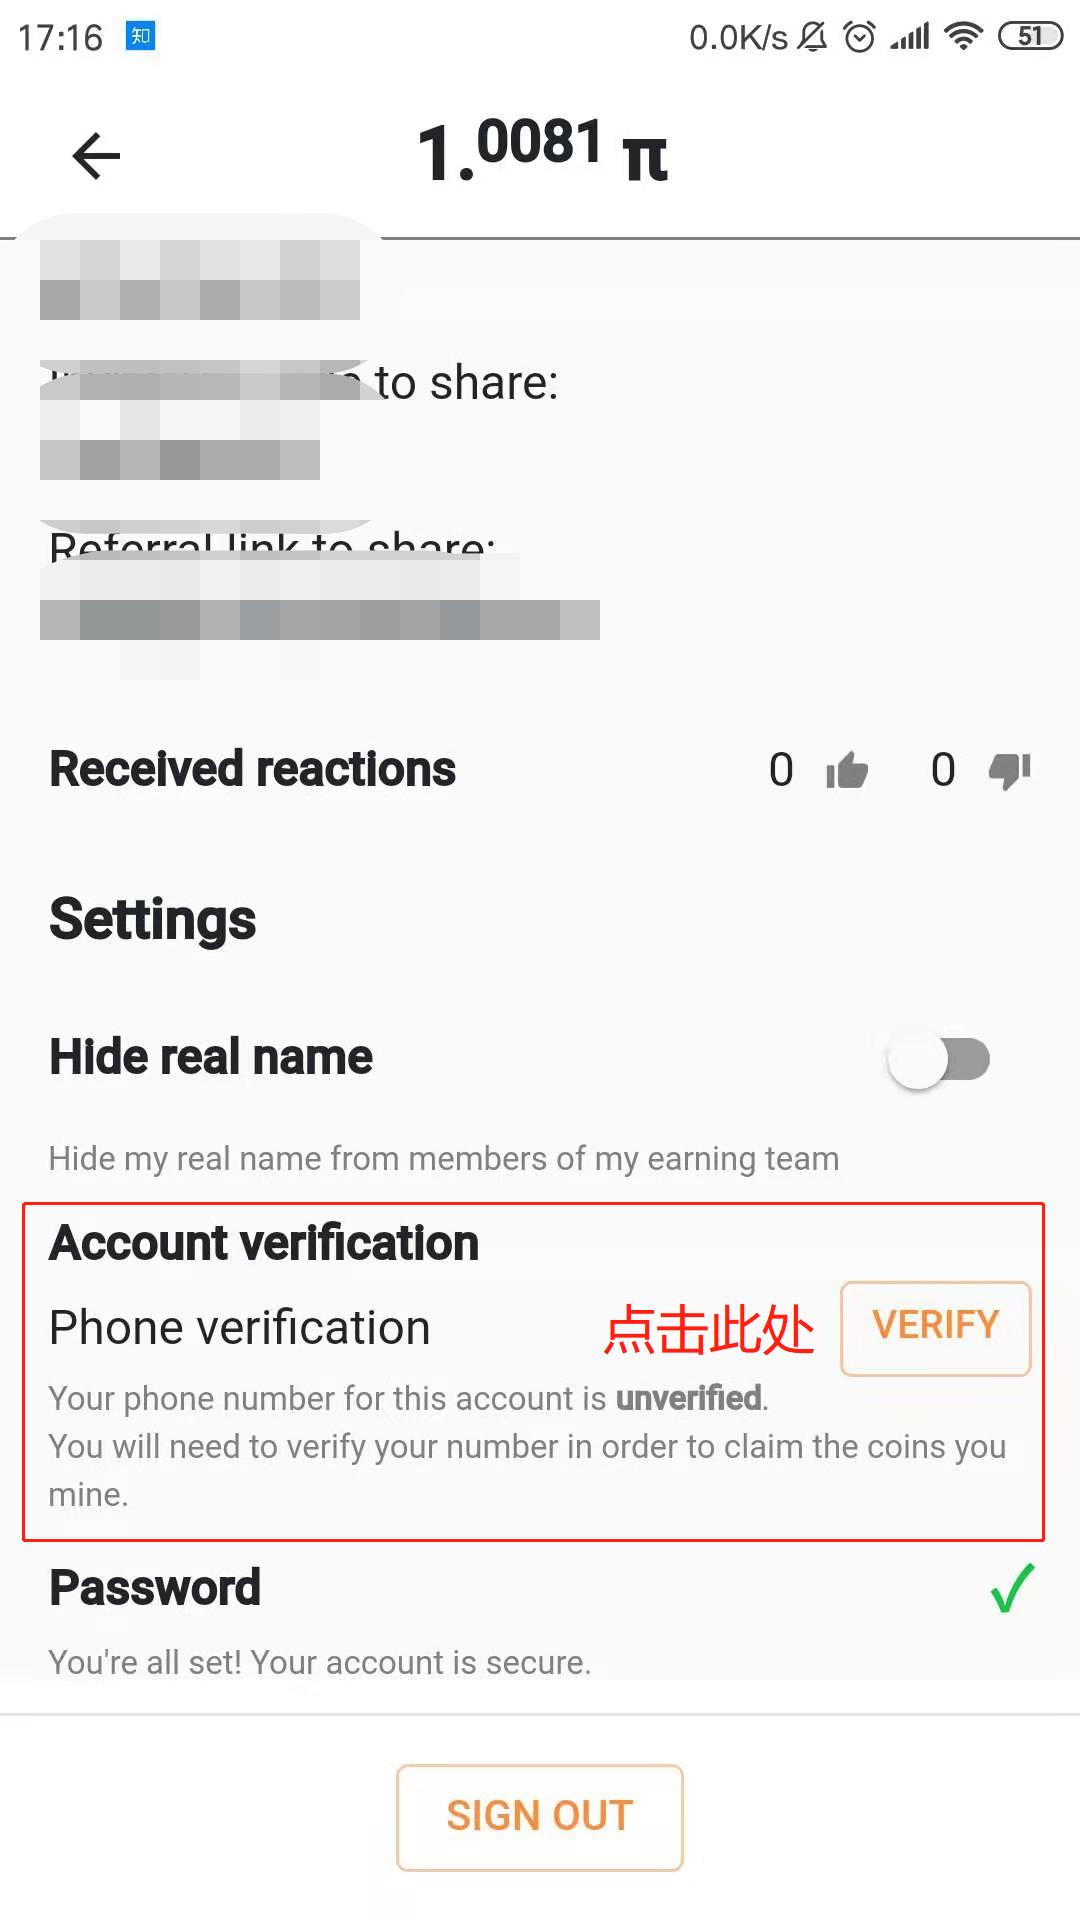 17:16 知 0.0K/s 51
1.0081 π
to share:
Referral link to share:
Received reactions 0 0
Settings
Hide real name
Hide my real name from members of my earning team
Account verification
Phone verification 点击此处 VERIFY
Your phone number for this account is unverified.
You will need to verify your number in order to claim the coins you
mine.
Password
You're all set! Your account is secure.
SIGN OUT